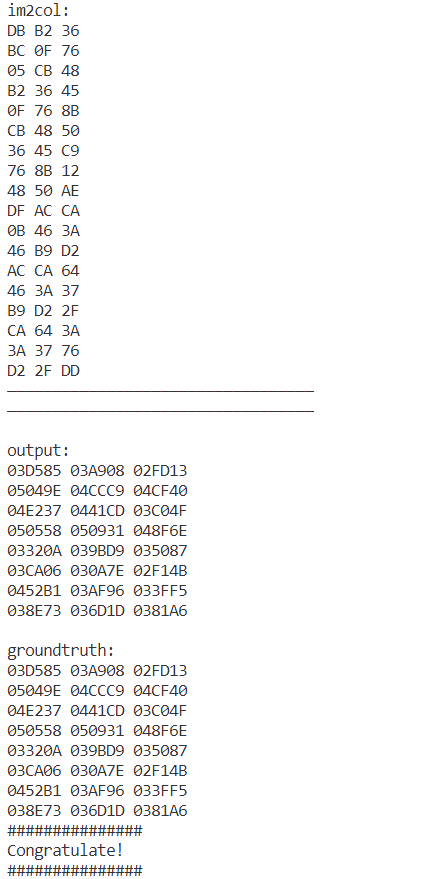 im2col:
DB B2 36
BC 0F 76
05 CB 48
B2 36 45
0F 76 8B
CB 48 50
36 45 C9
76 8B 12
48 50 AE
DF AC CA
0B 46 3A
46 B9 D2
AC CA 64
46 3A 37
B9 D2 2F
CA 64 3A
3A 37 76
D2 2F DD
__________________________________
__________________________________
output:
03D585 03A908 02FD13
05049E 04CCC9 04CF40
04E237 0441CD 03C04F
050558 050931 048F6E
03320A 039BD9 035087
03CA06 030A7E 02F14B
0452B1 03AF96 033FF5
038E73 036D1D 0381A6
groundtruth:
03D585 03A908 02FD13
05049E 04CCC9 04CF40
04E237 0441CD 03C04F
050558 050931 048F6E
03320A 039BD9 035087
03CA06 030A7E 02F14B
0452B1 03AF96 033FF5
038E73 036D1D 0381A6
###############
Congratulate!
###############